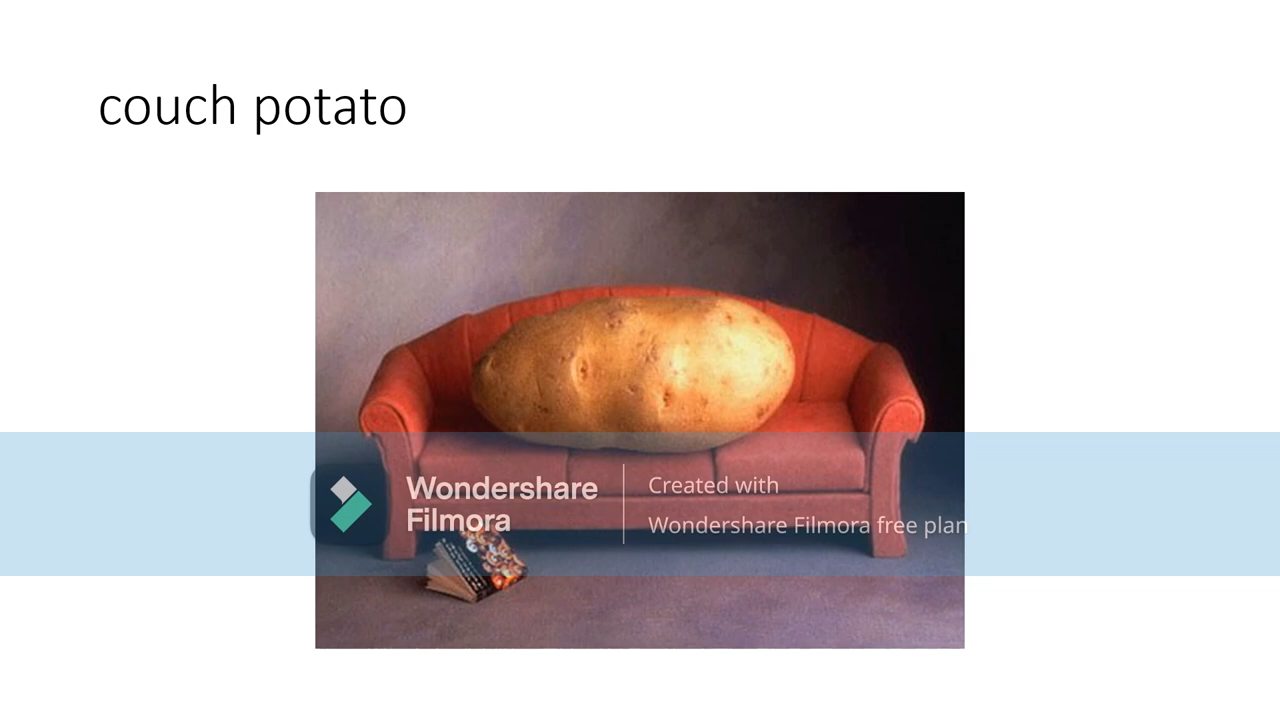 couch potato
Wondershare
Filmora
Created with
Wondershare Filmora free plan